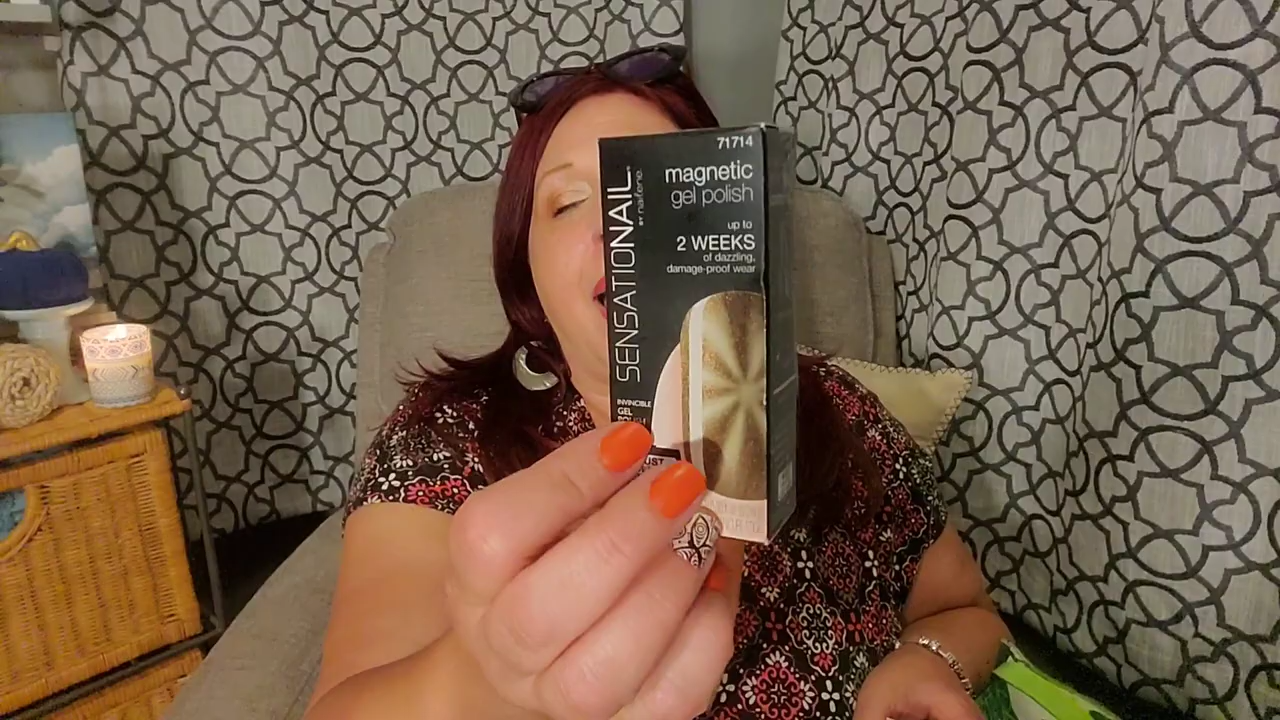 71714
magnetic
gel polish
up to
2 WEEKS
of dazzling,
damage-proof wear
SENSATIONAIL
BY nailene
INVINCIBLE
GEL